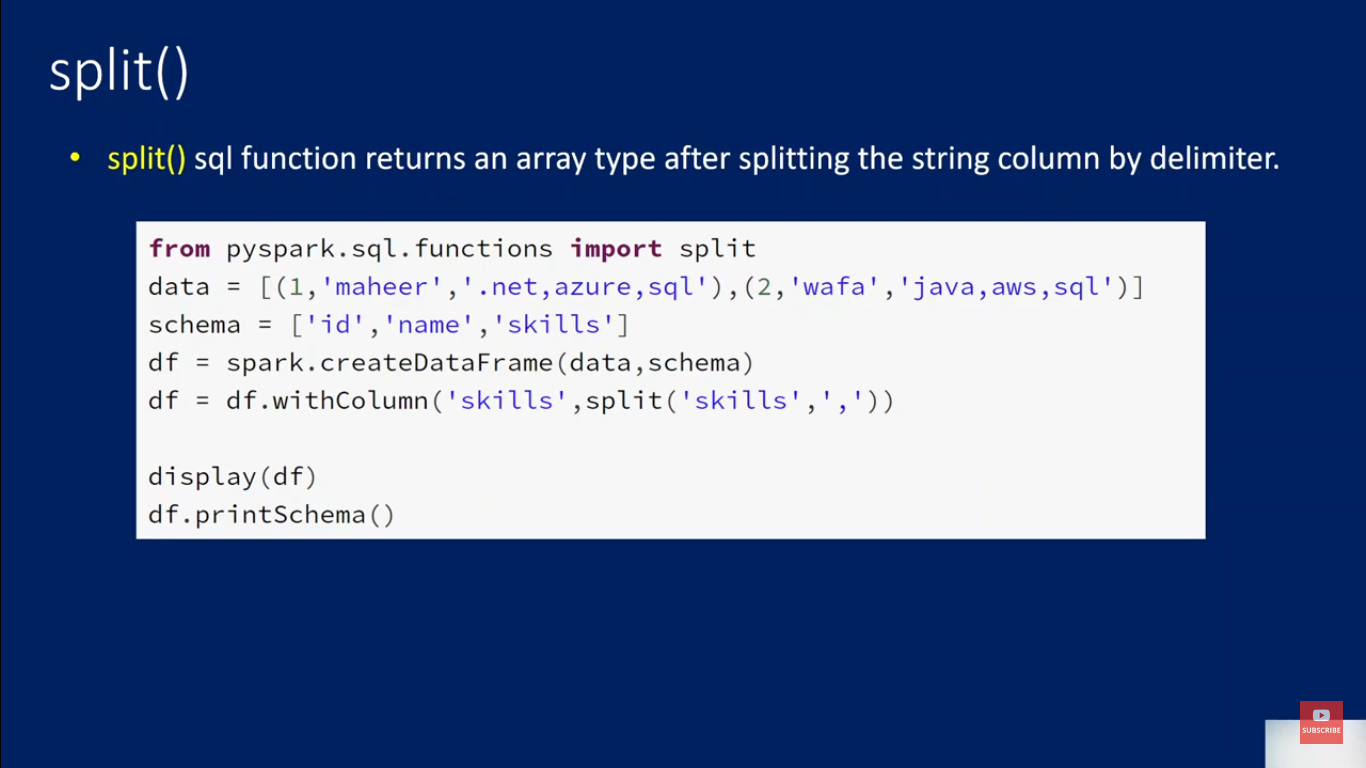 split()
• split() sql function returns an array type after splitting the string column by delimiter.
from pyspark.sql.functions import split
data = [(1,'maheer','.net,azure,sql'),(2,'wafa','java,aws,sql')]
schema = ['id','name','skills']
df = spark.createDataFrame(data,schema)
df = df.withColumn('skills',split('skills',','))
display(df)
df.printSchema()
SUBSCRIBE